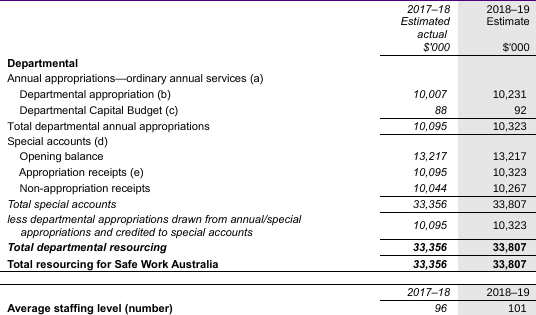 2017–18 2018–19
Estimated Estimate
actual
$'000 $'000
Departmental
Annual appropriations—ordinary annual services (a)
Departmental appropriation (b) 10,007 10,231
Departmental Capital Budget (c) 88 92
Total departmental annual appropriations 10,095 10,323
Special accounts (d)
Opening balance 13,217 13,217
Appropriation receipts (e) 10,095 10,323
Non-appropriation receipts 10,044 10,267
Total special accounts 33,356 33,807
less departmental appropriations drawn from annual/special
appropriations and credited to special accounts 10,095 10,323
Total departmental resourcing 33,356 33,807
Total resourcing for Safe Work Australia 33,356 33,807
2017–18 2018–19
Average staffing level (number) 96 101